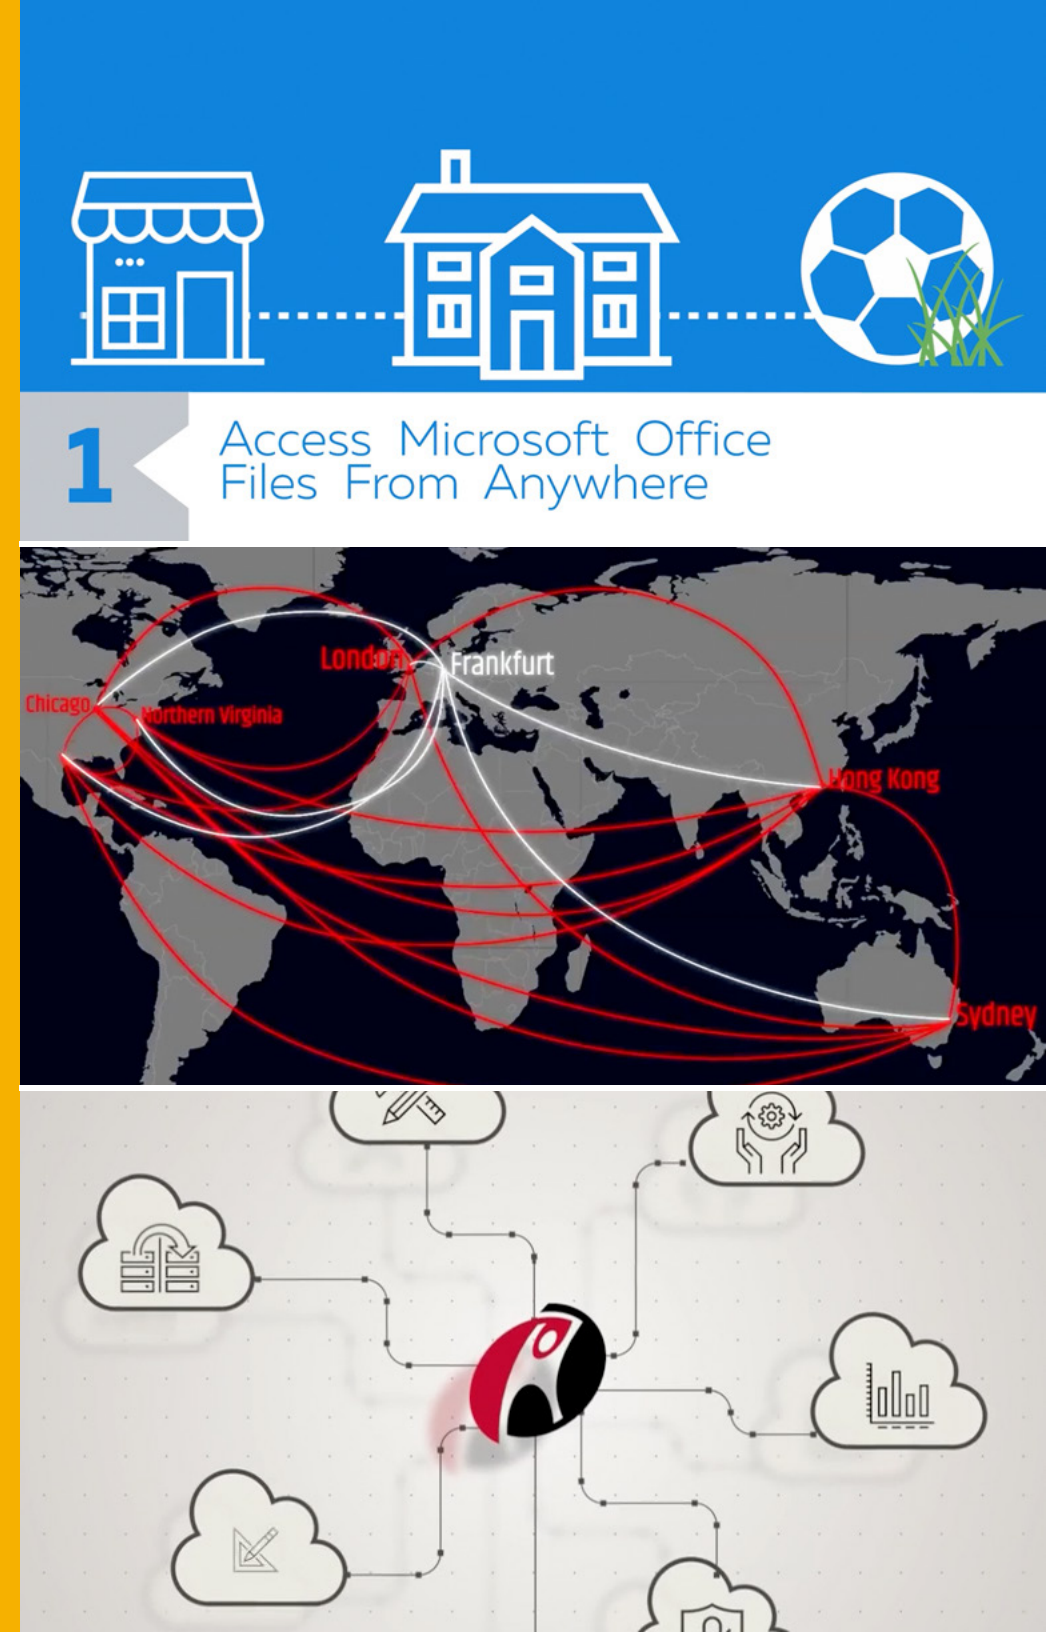 1
Access Microsoft Office
Files From Anywhere
London
Frankfurt
Chicago
Northern Virginia
Hong Kong
Sydney